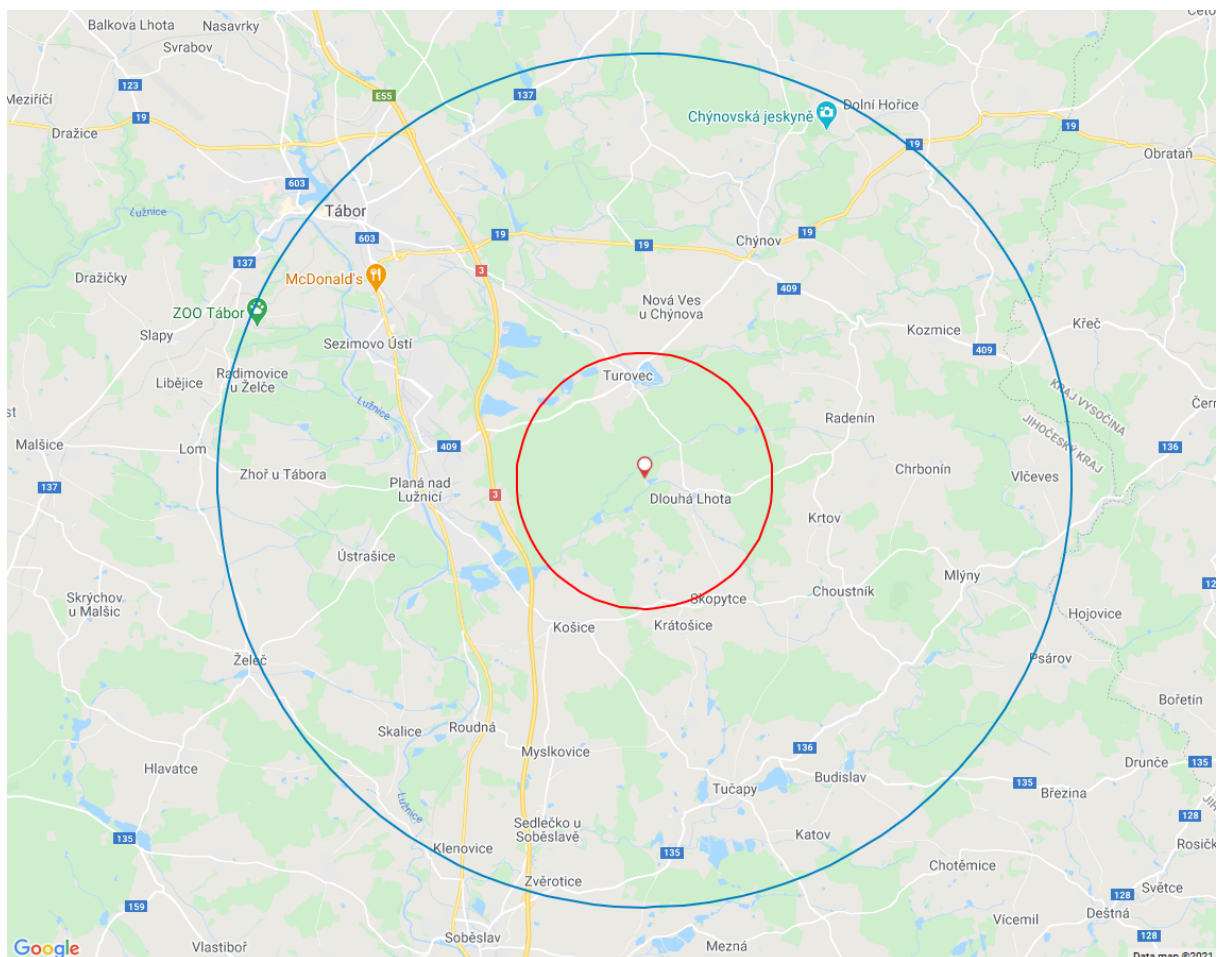 Balkova Lhota
Nasavrky
Svrabov
123
E55
137
Meziříčí
19
Dražice
Chýnovská jeskyně
Dolní Hořice
19
19
Obrataň
603
Lužnice
Tábor
603
19
19
Chýnov
19
Dražičky
137
McDonald's
3
409
ZOO Tábor
Nová Ves
u Chýnova
Slapy
Sezimovo Ústí
Kozmice
Křeč
409
Libějice
Radimovice
u Želče
Turovec
Lužnice
KRAJ VYSOČINA
JIHOČESKÝ KRAJ
Malšice
Lom
409
Radenín
136
137
Zhoř u Tábora
Planá nad
Lužnicí
3
Dlouhá Lhota
Chrbonín
Vlčeves
Krtov
Ústrašice
Mlýny
Skrýchov
u Malšic
Skopytce
Choustník
Hojovice
Košice
Krátošice
Želeč
Psárov
Bořetín
Skalice
Roudná
Myslkovice
136
Hlavatce
Budislav
135
Drunče
135
Tučapy
Březina
Lužnice
128
135
Sedlečko u
Soběslavě
Katov
Klenovice
135
Chotěmice
Zvěrotice
128
Světce
159
Vícemil
Deštná
Vlastiboř
Soběslav
Mezná
128
Google
Data map ©2021